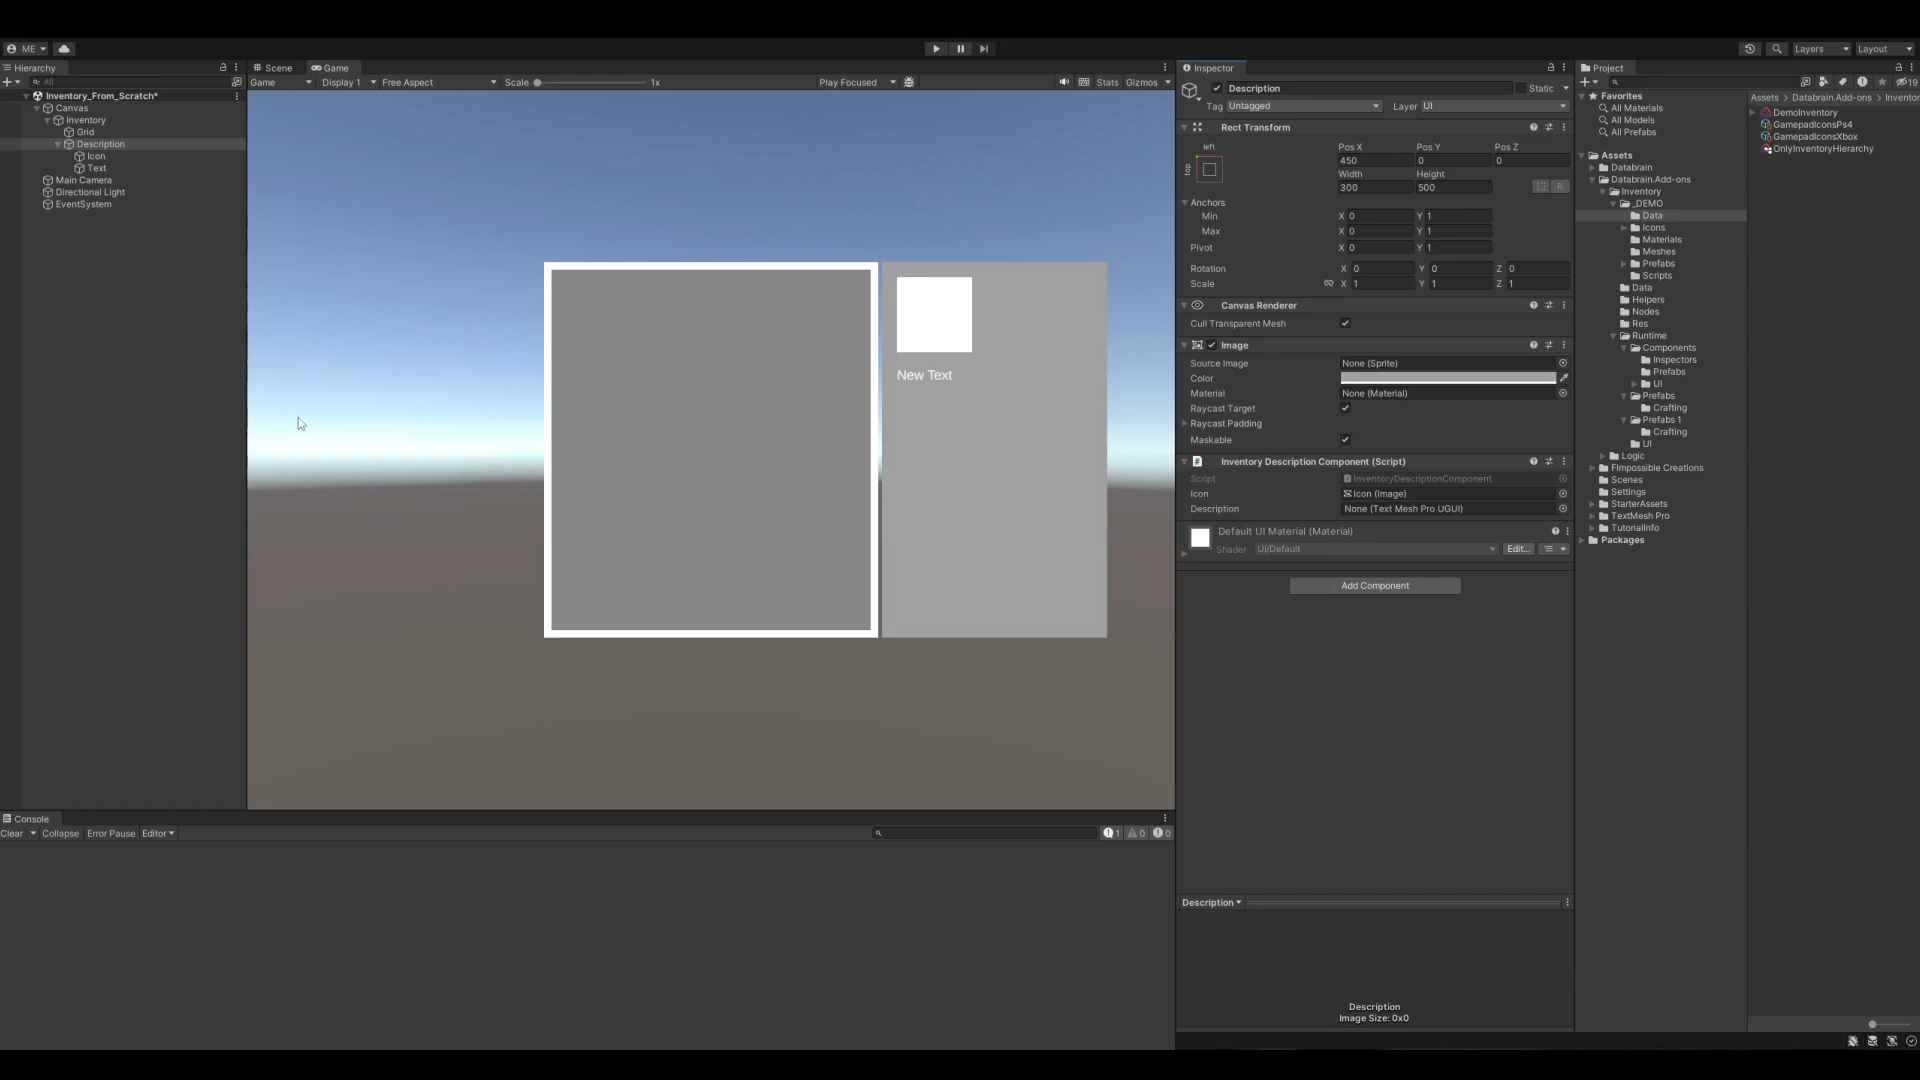 ME
Layers
Layout
Hierarchy
All
Inventory_From_Scratch*
Canvas
Inventory
Grid
Description
Icon
Text
Main Camera
Directional Light
EventSystem
Scene
Game
Game
Display 1
Free Aspect
Scale
1x
Play Focused
Stats
Gizmos
New Text
Console
Clear
Collapse
Error Pause
Editor
1
0
0
Inspector
Description
Static
Tag
Untagged
Layer
UI
Rect Transform
left
top
Pos X
Pos Y
Pos Z
450
0
0
Width
Height
300
500
R
Anchors
Min
X 0
Y 1
Max
X 0
Y 1
Pivot
X 0
Y 1
Rotation
X 0
Y 0
Z 0
Scale
X 1
Y 1
Z 1
Canvas Renderer
Cull Transparent Mesh
Image
Source Image
None (Sprite)
Color
Material
None (Material)
Raycast Target
Raycast Padding
Maskable
Inventory Description Component (Script)
Script
InventoryDescriptionComponent
Icon
Icon (Image)
Description
None (Text Mesh Pro UGUI)
Default UI Material (Material)
Shader
UI/Default
Edit...
Add Component
Description
Description
Image Size: 0x0
Project
19
Favorites
All Materials
All Models
All Prefabs
Assets
Databrain
Databrain.Add-ons
Inventory
_DEMO
Data
Icons
Materials
Meshes
Prefabs
Scripts
Data
Helpers
Nodes
Res
Runtime
Components
Inspectors
Prefabs
UI
Prefabs
Crafting
Prefabs 1
Crafting
UI
Logic
FImpossible Creations
Scenes
Settings
StarterAssets
TextMesh Pro
TutorialInfo
Packages
Assets > Databrain.Add-ons > Inventor
DemoInventory
GamepadIconsPs4
GamepadIconsXbox
OnlyInventoryHierarchy